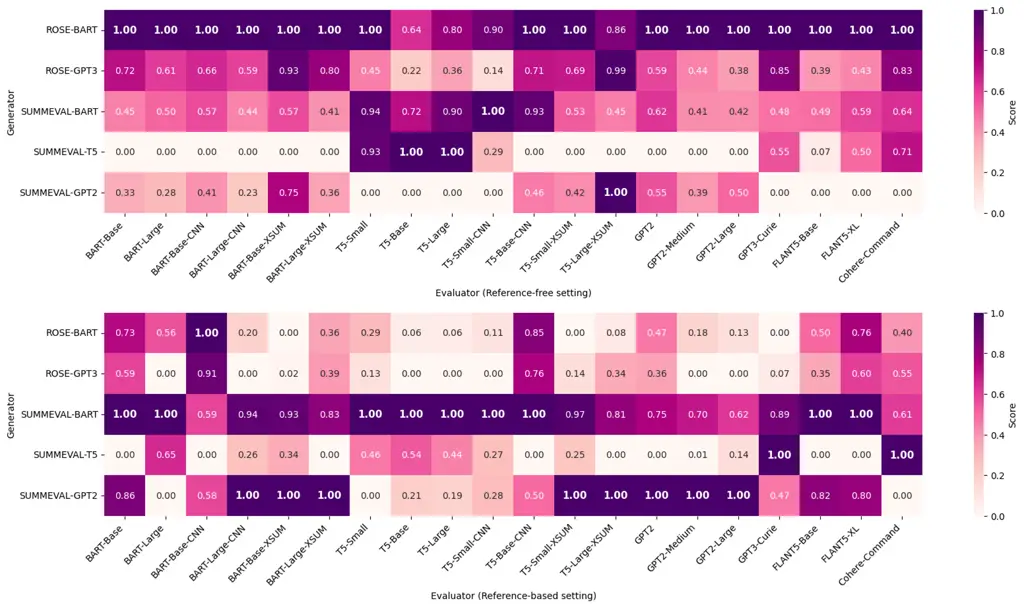 ROSE-BART 1.00 1.00 1.00 1.00 1.00 1.00 1.00 0.64 0.80 0.90 1.00 1.00 0.86 1.00 1.00 1.00 1.00 1.00 1.00 1.00
ROSE-GPT3 0.72 0.61 0.66 0.59 0.93 0.80 0.45 0.22 0.36 0.14 0.71 0.69 0.99 0.59 0.44 0.38 0.85 0.39 0.43 0.83
SUMMEVAL-BART 0.45 0.50 0.57 0.44 0.57 0.41 0.94 0.72 0.90 1.00 0.93 0.53 0.45 0.62 0.41 0.42 0.48 0.49 0.59 0.64
SUMMEVAL-T5 0.00 0.00 0.00 0.00 0.00 0.00 0.93 1.00 1.00 0.29 0.00 0.00 0.00 0.00 0.00 0.00 0.55 0.07 0.50 0.71
SUMMEVAL-GPT2 0.33 0.28 0.41 0.23 0.75 0.36 0.00 0.00 0.00 0.00 0.46 0.42 1.00 0.55 0.39 0.50 0.00 0.00 0.00 0.00
Generator
BART-Base BART-Large BART-Base-CNN BART-Large-CNN BART-Base-XSUM BART-Large-XSUM T5-Small T5-Base T5-Large T5-Small-CNN T5-Base-CNN T5-Small-XSUM T5-Large-XSUM GPT2 GPT2-Medium GPT2-Large GPT3-Curie FLANT5-Base FLANT5-XL Cohere-Command
Evaluator (Reference-free setting)
1.0
0.8
0.6
0.4
0.2
0.0
Score
ROSE-BART 0.73 0.56 1.00 0.20 0.00 0.36 0.29 0.06 0.06 0.11 0.85 0.00 0.08 0.47 0.18 0.13 0.00 0.50 0.76 0.40
ROSE-GPT3 0.59 0.00 0.91 0.00 0.02 0.39 0.13 0.00 0.00 0.00 0.76 0.14 0.34 0.36 0.00 0.00 0.07 0.35 0.60 0.55
SUMMEVAL-BART 1.00 1.00 0.59 0.94 0.93 0.83 1.00 1.00 1.00 1.00 1.00 0.97 0.81 0.75 0.70 0.62 0.89 1.00 1.00 0.61
SUMMEVAL-T5 0.00 0.65 0.00 0.26 0.34 0.00 0.46 0.54 0.44 0.27 0.00 0.25 0.00 0.00 0.01 0.14 1.00 0.00 0.00 1.00
SUMMEVAL-GPT2 0.86 0.00 0.58 1.00 1.00 1.00 0.00 0.21 0.19 0.28 0.50 1.00 1.00 1.00 1.00 1.00 0.47 0.82 0.80 0.00
Generator
BART-Base BART-Large BART-Base-CNN BART-Large-CNN BART-Base-XSUM BART-Large-XSUM T5-Small T5-Base T5-Large T5-Small-CNN T5-Base-CNN T5-Small-XSUM T5-Large-XSUM GPT2 GPT2-Medium GPT2-Large GPT3-Curie FLANT5-Base FLANT5-XL Cohere-Command
Evaluator (Reference-based setting)
1.0
0.8
0.6
0.4
0.2
0.0
Score